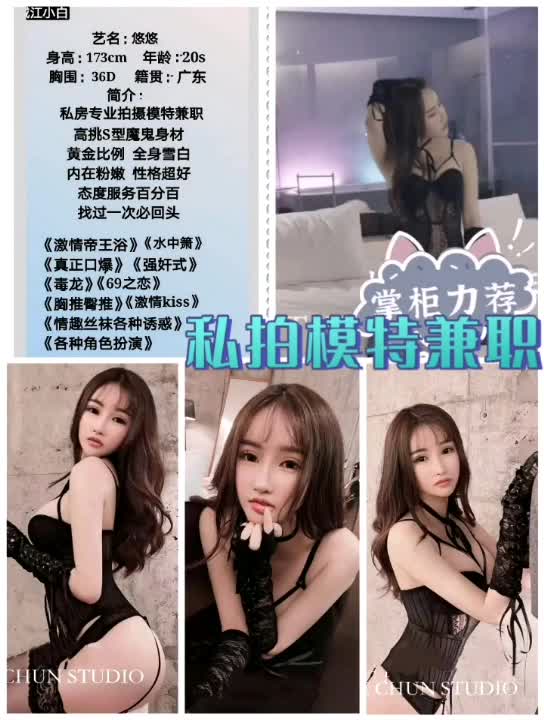 江小白
艺名：悠悠
身高：173cm 年龄：20s
胸围：36D 籍贯：广东
简介：
私房专业拍摄模特兼职
高挑S型魔鬼身材
黄金比例 全身雪白
内在粉嫩 性格超好
态度服务百分百
找过一次必回头
《激情帝王浴》《水中箫》
《真正口爆》《强奸式》
《毒龙》《69之恋》
《胸推臀推》《激情kiss》
《情趣丝袜各种诱惑》
《各种角色扮演》
掌柜力荐
私拍模特兼职
CHUN STUDIO
CHUN STUDIO